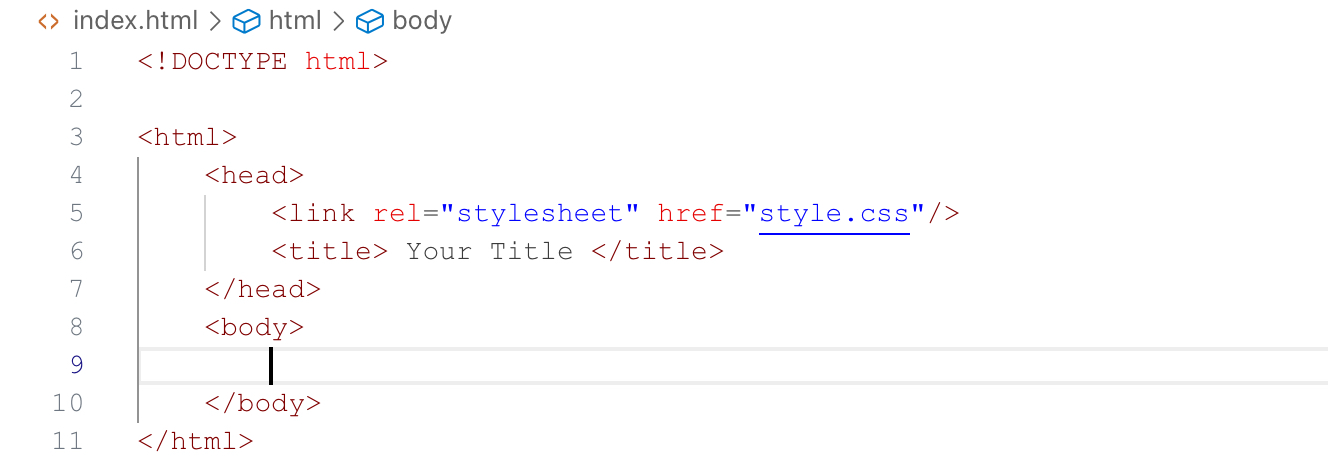 index.html > html > body
1 <!DOCTYPE html>
2
3 <html>
4     <head>
5         <link rel="stylesheet" href="style.css"/>
6         <title> Your Title </title>
7     </head>
8     <body>
9
10     </body>
11 </html>